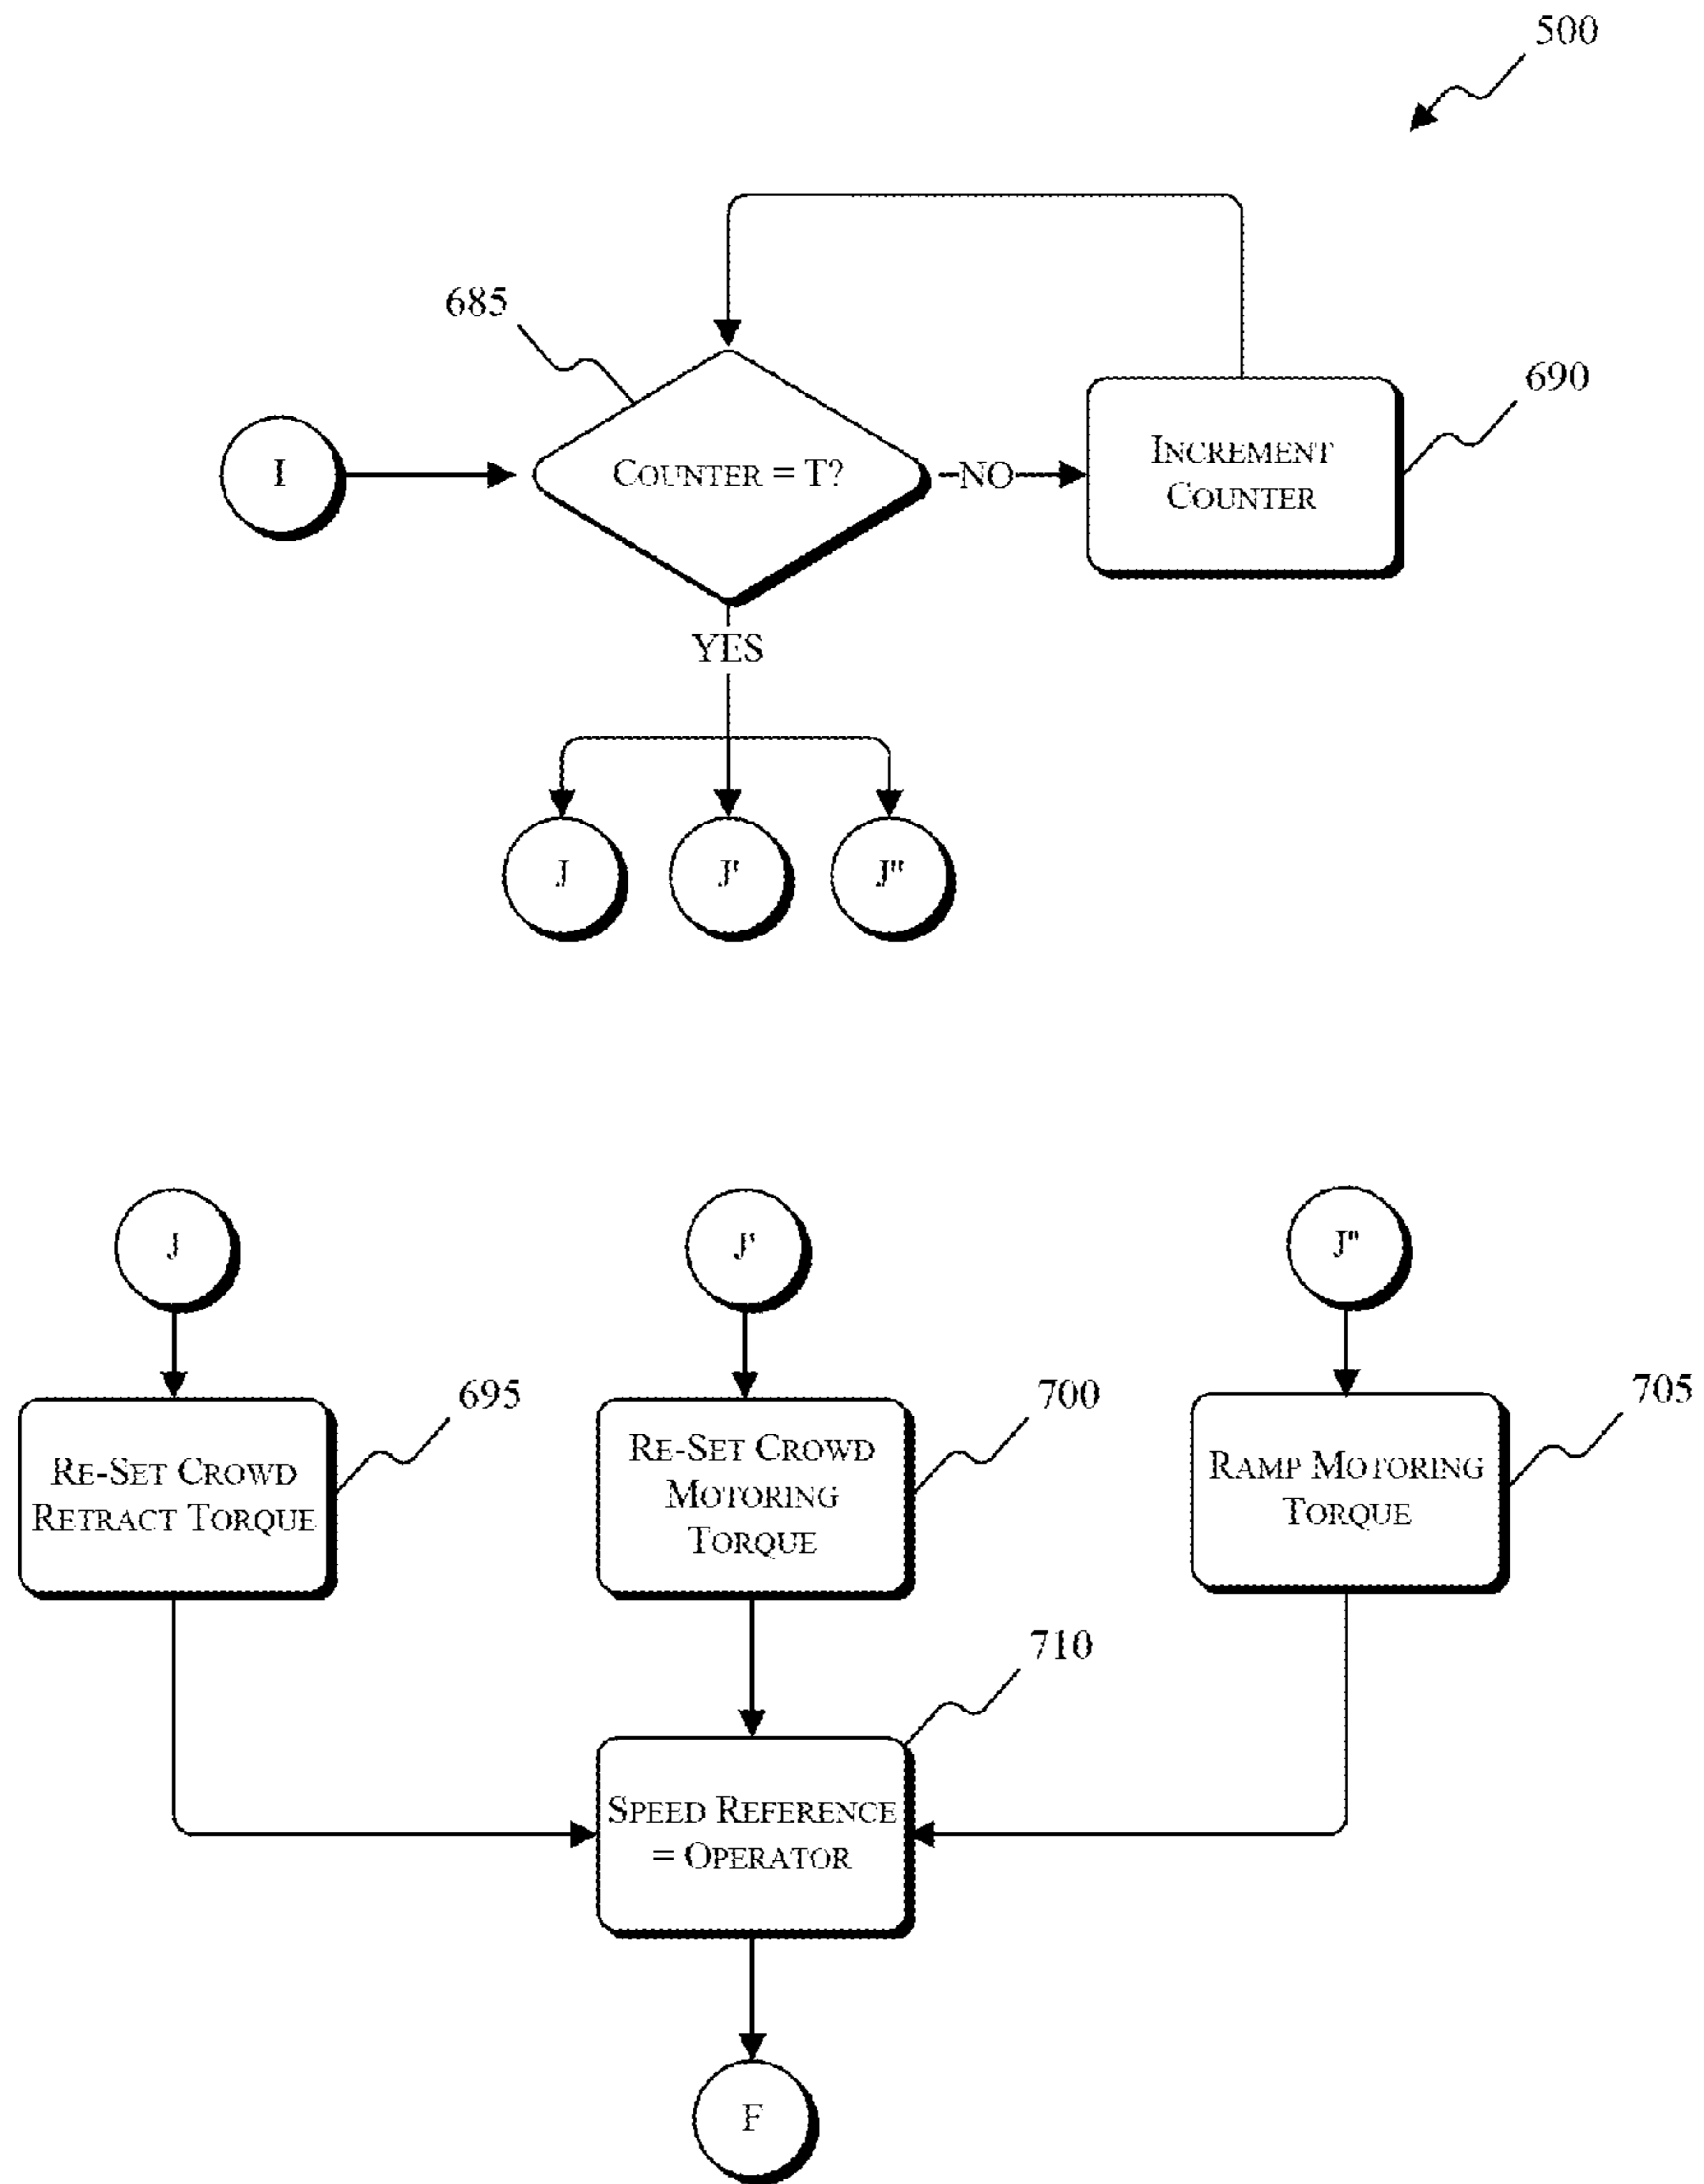 500
685
690
I
COUNTER = T?
NO
INCREMENT
COUNTER
YES
J
J'
J"
J
J'
J"
695
700
705
RE-SET CROWD
RETRACT TORQUE
RE-SET CROWD
MOTORING
TORQUE
RAMP MOTORING
TORQUE
710
SPEED REFERENCE
= OPERATOR
F